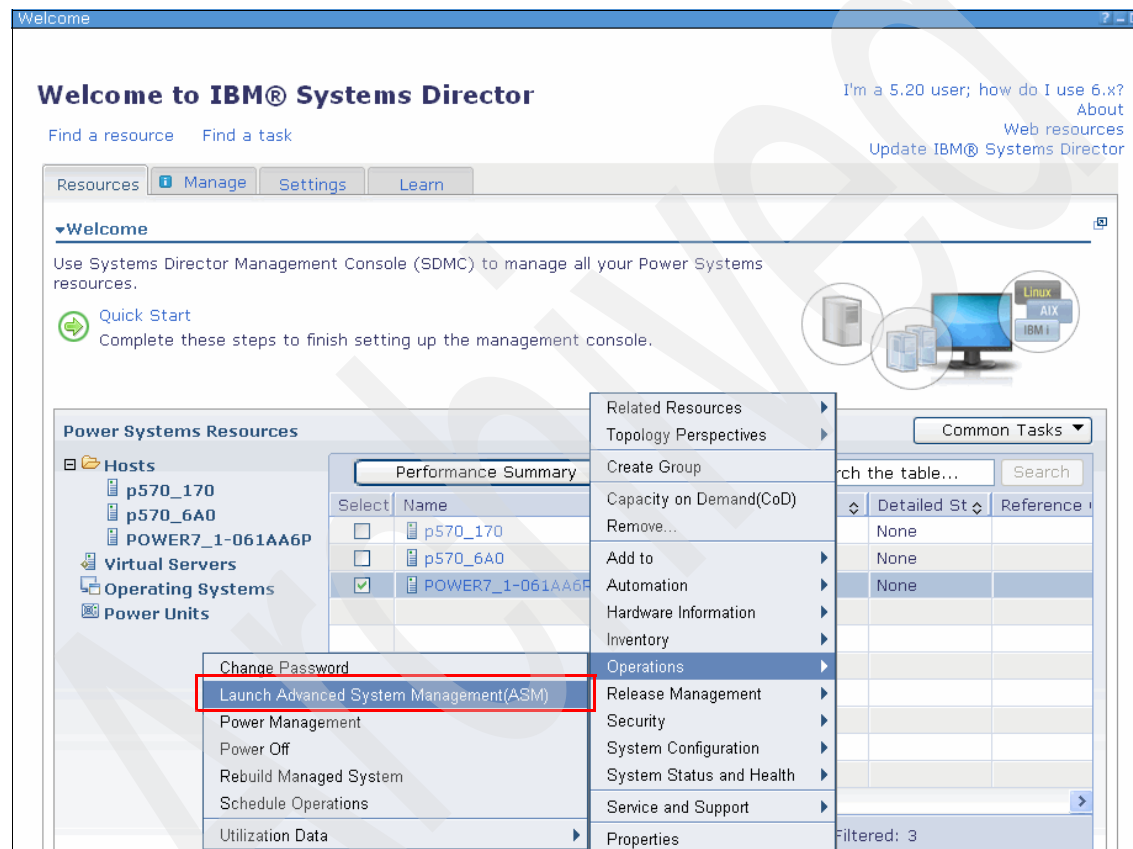 Welcome
Welcome to IBM® Systems Director
I'm a 5.20 user; how do I use 6.x?
About
Web resources
Update IBM® Systems Director
Find a resource Find a task
Resources Manage Settings Learn
Welcome
Use Systems Director Management Console (SDMC) to manage all your Power Systems
resources.
Quick Start
Complete these steps to finish setting up the management console.
Linux
AIX
IBM i
Power Systems Resources
Common Tasks
Hosts
p570_170
p570_6A0
POWER7_1-061AA6P
Virtual Servers
Operating Systems
Power Units
Performance Summary
rch the table... Search
Select Name Detailed St Reference
p570_170 None
p570_6A0 None
POWER7_1-061AA6P None
Related Resources
Topology Perspectives
Create Group
Capacity on Demand(CoD)
Remove...
Add to
Automation
Hardware Information
Inventory
Operations
Release Management
Security
System Configuration
System Status and Health
Service and Support
Properties
Change Password
Launch Advanced System Management(ASM)
Power Management
Power Off
Rebuild Managed System
Schedule Operations
Utilization Data
Filtered: 3
Archived